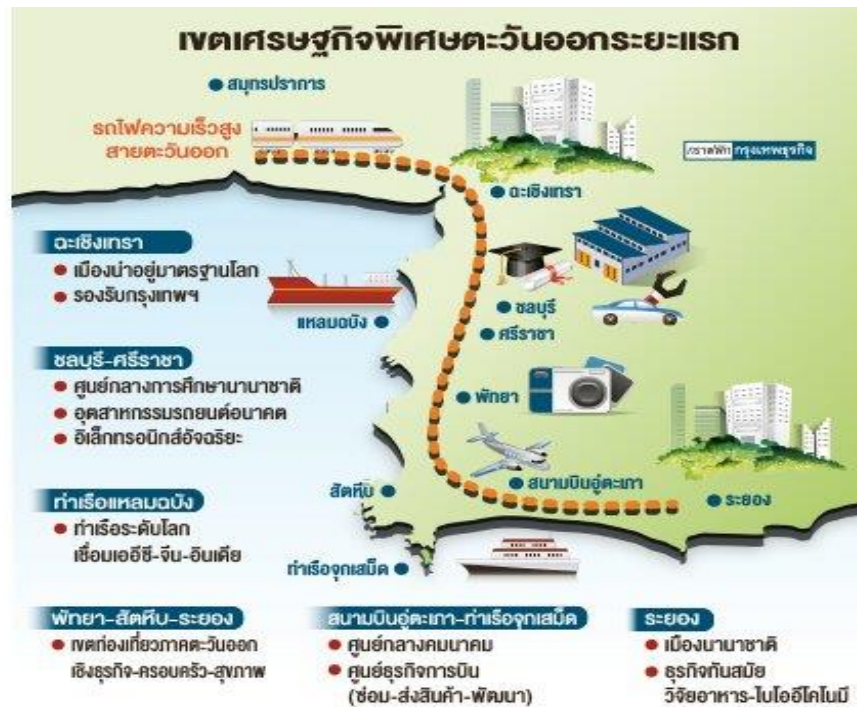 เขตเศรษฐกิจพิเศษตะวันออกระยะแรก
สมุทรปราการ
รถไฟความเร็วสูง
สายตะวันออก
กราฟฟิก กรุงเทพธุรกิจ
ฉะเชิงเทรา
ฉะเชิงเทรา
เมืองน่าอยู่มาตรฐานโลก
รองรับกรุงเทพฯ
แหลมฉบัง
ชลบุรี
ศรีราชา
ชลบุรี-ศรีราชา
ศูนย์กลางการศึกษานานาชาติ
อุตสาหกรรมรถยนต์อนาคต
อิเล็กทรอนิกส์อัจฉริยะ
พัทยา
สนามบินอู่ตะเภา
สัตหีบ
ระยอง
ท่าเรือแหลมฉบัง
ท่าเรือระดับโลก
เชื่อมเออีซี-จีน-อินเดีย
ท่าเรือจุกเสม็ด
พัทยา-สัตหีบ-ระยอง
เขตท่องเที่ยวภาคตะวันออก
เชิงธุรกิจ-ครอบครัว-สุขภาพ
สนามบินอู่ตะเภา-ท่าเรือจุกเสม็ด
ศูนย์กลางคมนาคม
ศูนย์ธุรกิจการบิน
(ซ่อม-ส่งสินค้า-พัฒนา)
ระยอง
เมืองนานาชาติ
ธุรกิจทันสมัย
วิจัยอาหาร-ไบโออีโคโนมี